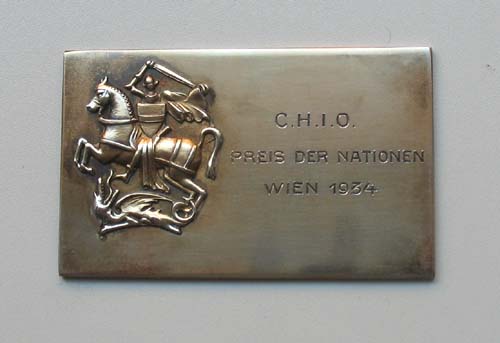 C.H.I.O.
PREIS DER NATIONEN
WIEN 1934